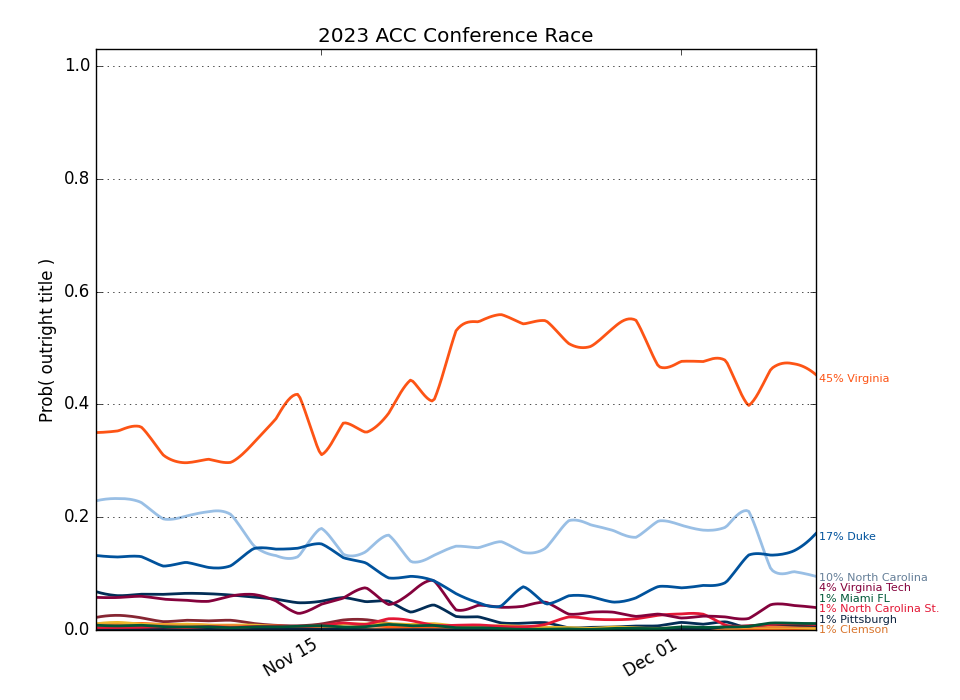 2023 ACC Conference Race
Prob( outright title )
1.0
0.8
0.6
0.4
0.2
0.0
Nov 15
Dec 01
45% Virginia
17% Duke
10% North Carolina
4% Virginia Tech
1% Miami FL
1% North Carolina St.
1% Pittsburgh
1% Clemson